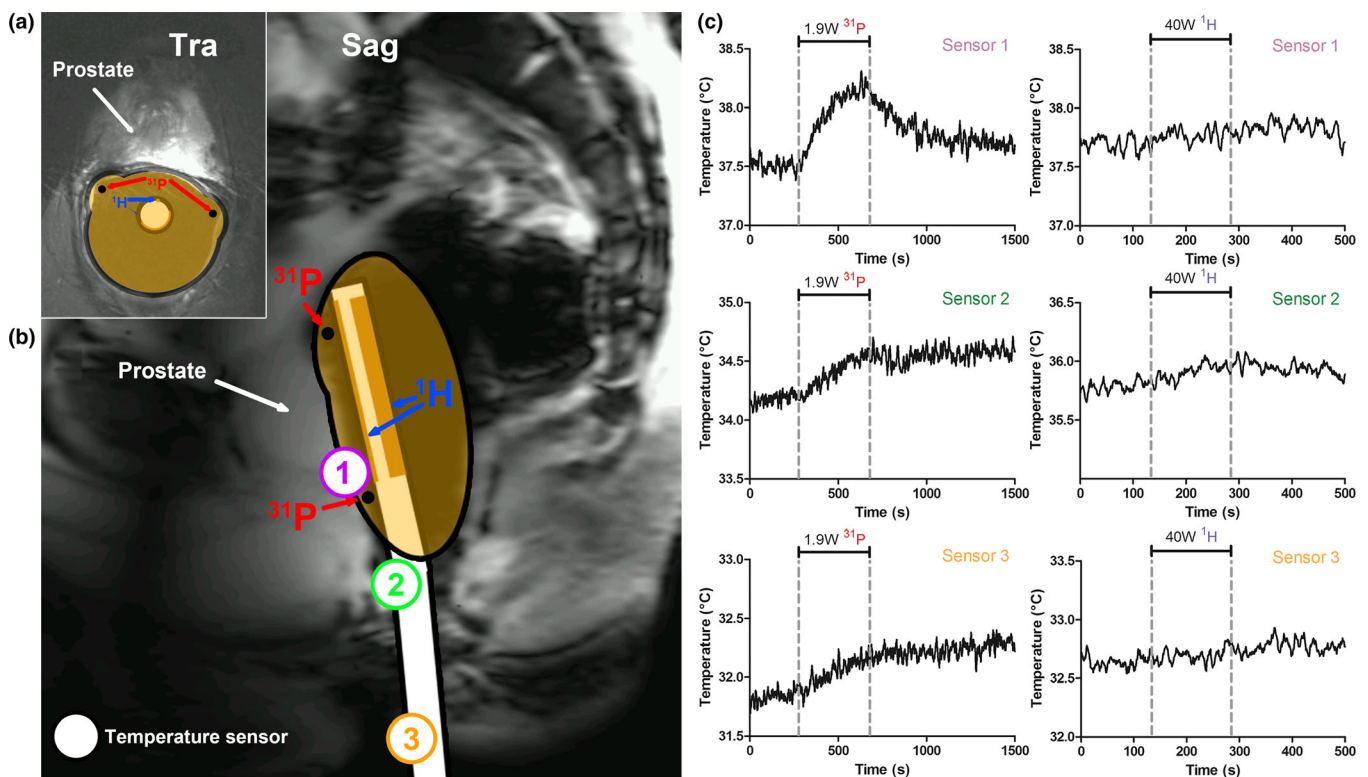 (a)
Tra
Sag
Prostate
³¹P
¹H
(b)
³¹P
Prostate
¹H
1
³¹P
2
3
Temperature sensor
(c)
1.9W ³¹P
Sensor 1
Temperature (°C)
38.5
38.0
37.5
37.0
0 500 1000 1500
Time (s)
40W ¹H
Sensor 1
Temperature (°C)
38.5
38.0
37.5
37.0
0 100 200 300 400 500
Time (s)
1.9W ³¹P
Sensor 2
Temperature (°C)
35.0
34.5
34.0
33.5
0 500 1000 1500
Time (s)
40W ¹H
Sensor 2
Temperature (°C)
36.5
36.0
35.5
35.0
0 100 200 300 400 500
Time (s)
1.9W ³¹P
Sensor 3
Temperature (°C)
33.0
32.5
32.0
31.5
0 500 1000 1500
Time (s)
40W ¹H
Sensor 3
Temperature (°C)
33.5
33.0
32.5
32.0
0 100 200 300 400 500
Time (s)